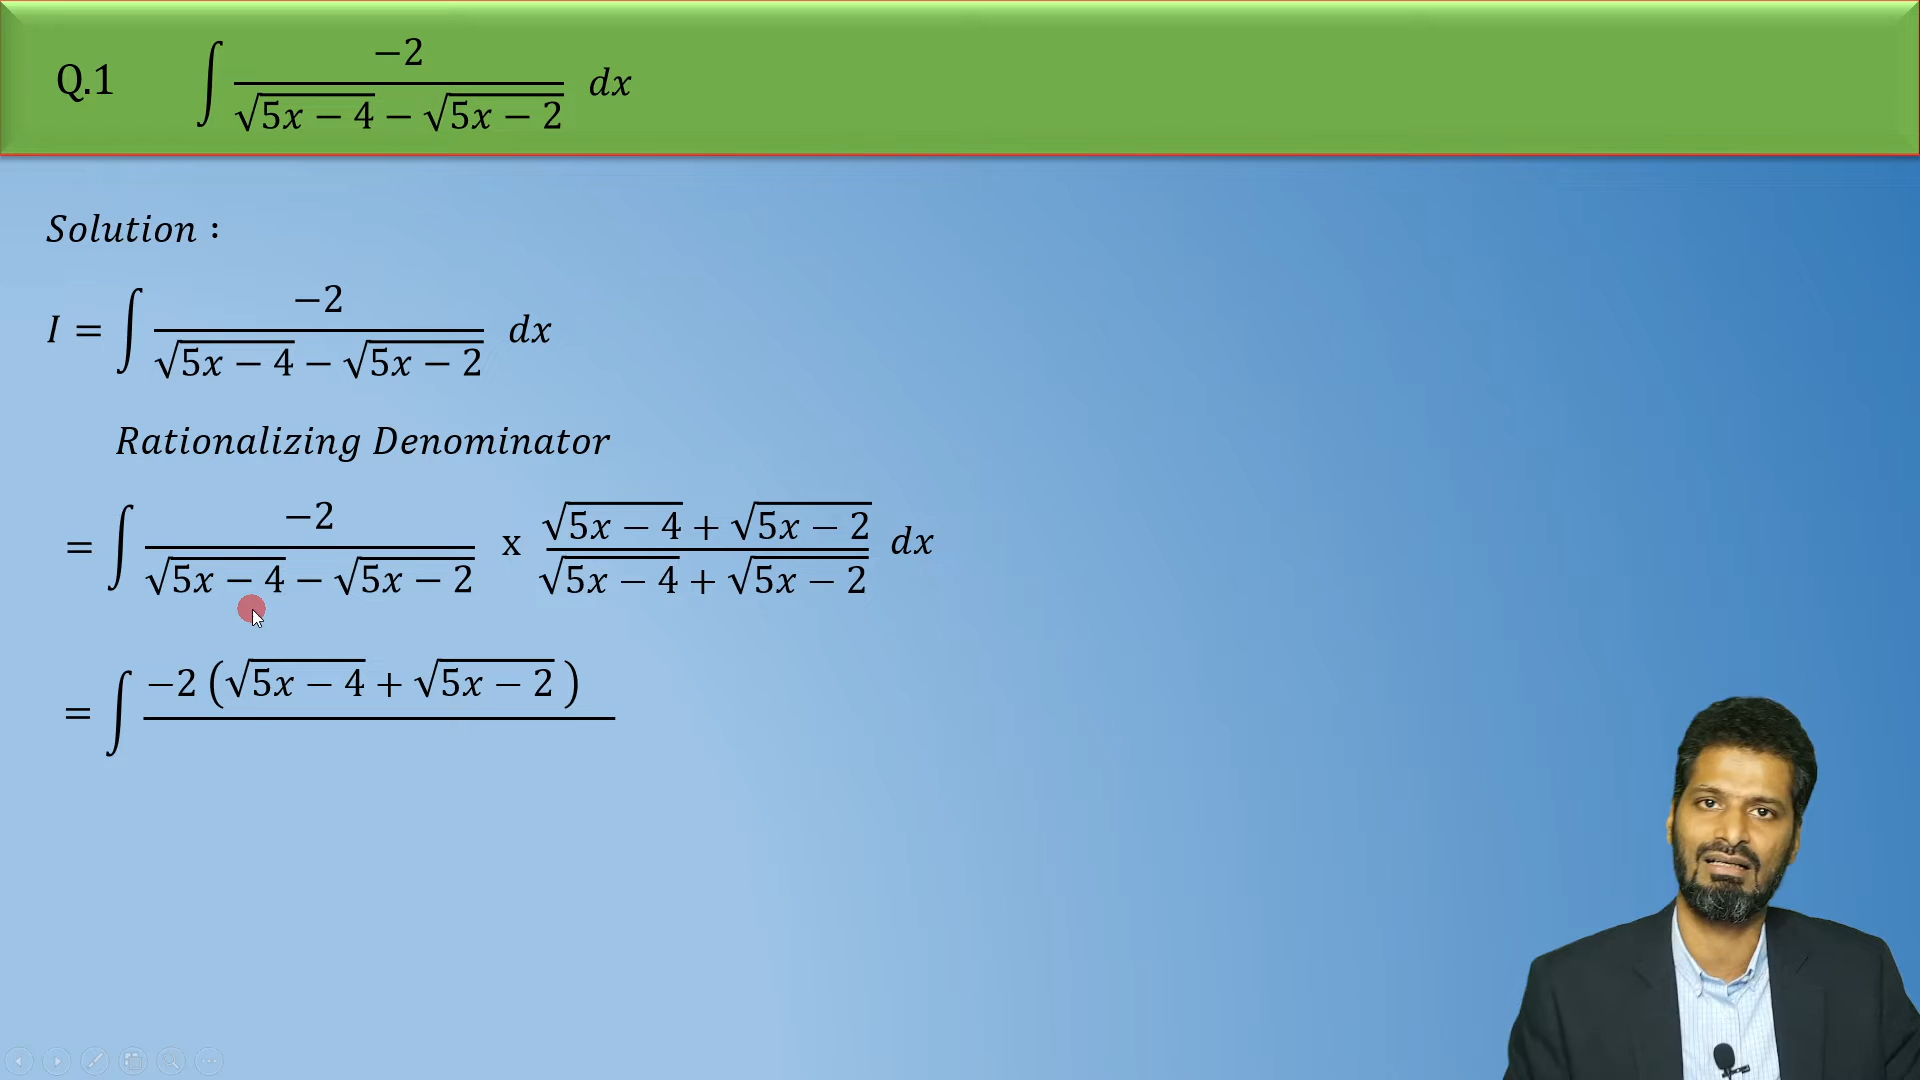 Q.1 ∫ −2 / (√(5x − 4) − √(5x − 2)) dx
Solution :
I = ∫ −2 / (√(5x − 4) − √(5x − 2)) dx
Rationalizing Denominator
= ∫ −2 / (√(5x − 4) − √(5x − 2)) x (√(5x − 4) + √(5x − 2)) / (√(5x − 4) + √(5x − 2)) dx
= ∫ −2 (√(5x − 4) + √(5x − 2) ) /